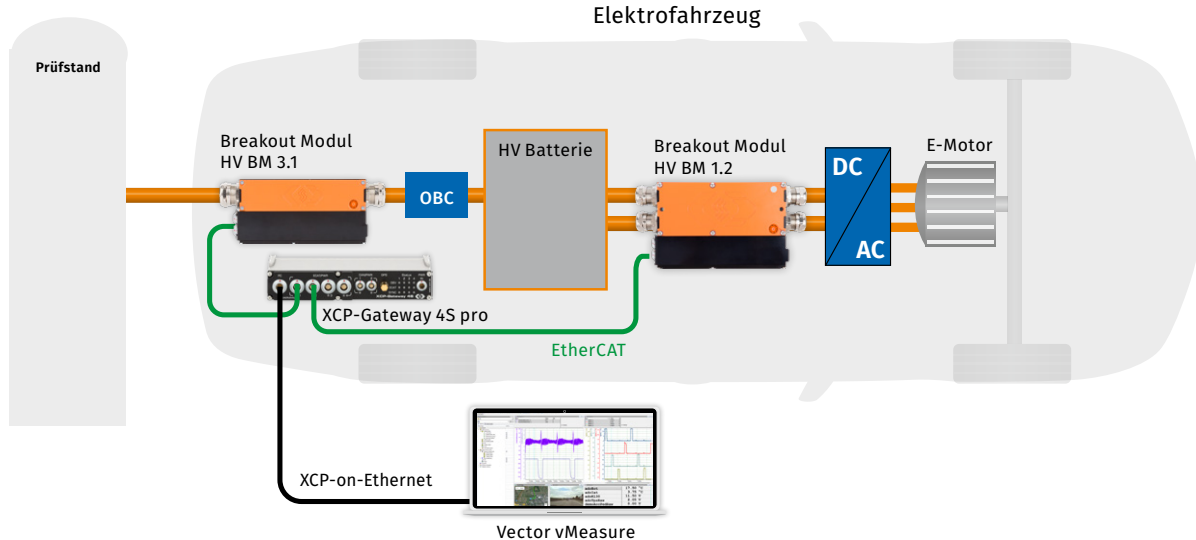 Elektrofahrzeug
Prüfstand
Breakout Modul
HV BM 3.1
OBC
HV Batterie
Breakout Modul
HV BM 1.2
DC
AC
E-Motor
XCP-Gateway 4S pro
EtherCAT
XCP-on-Ethernet
Vector vMeasure